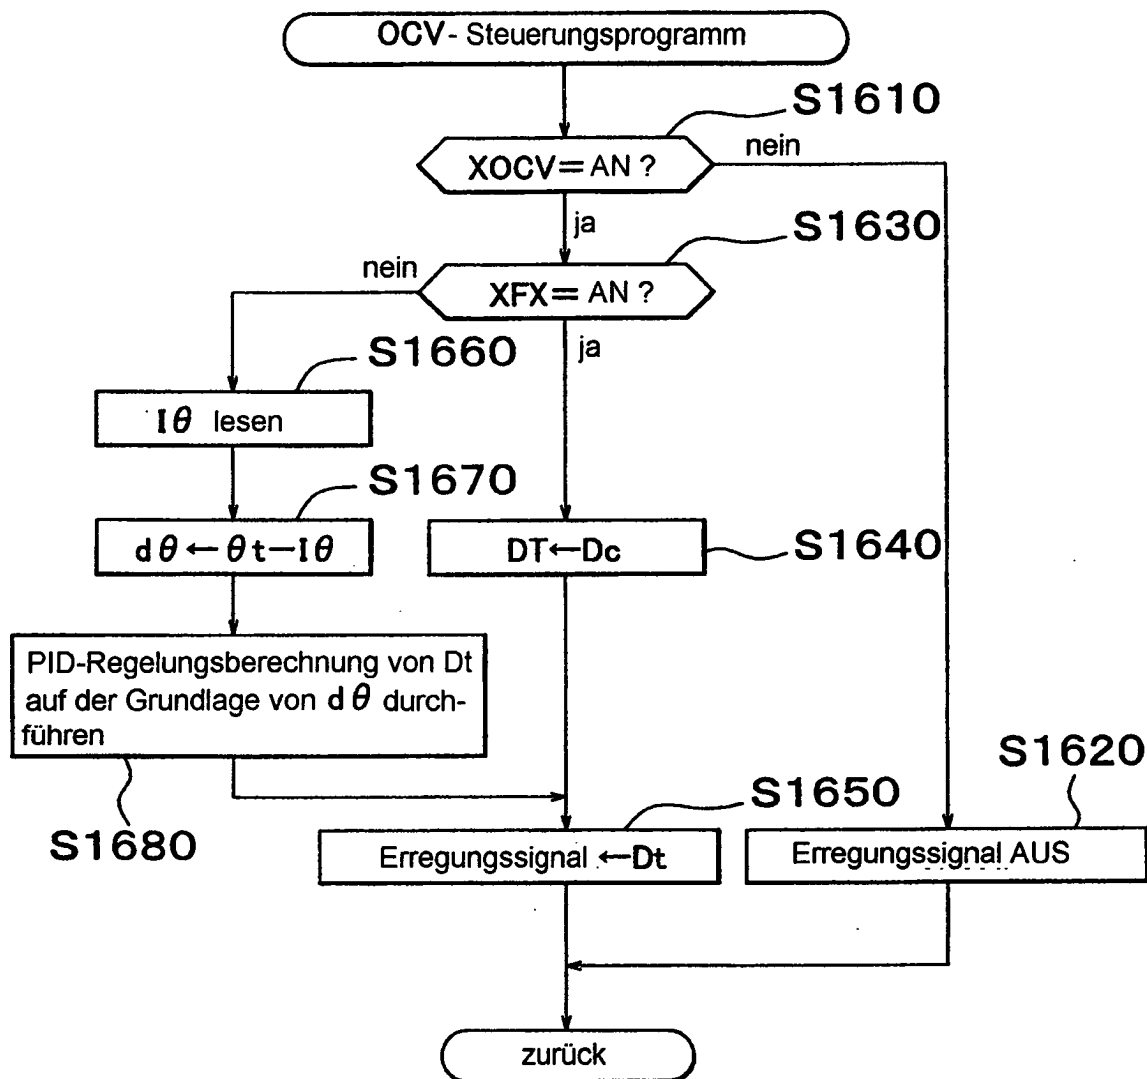 OCV- Steuerungsprogramm
S1610
XOCV= AN ?
nein
ja
S1630
nein
XFX= AN ?
ja
S1660
Iθ lesen
S1670
dθ←θt−Iθ
DT←Dc
S1640
PID-Regelungsberechnung von Dt
auf der Grundlage von dθ durch-
führen
S1680
S1650
Erregungssignal ←Dt
S1620
Erregungssignal AUS
zurück